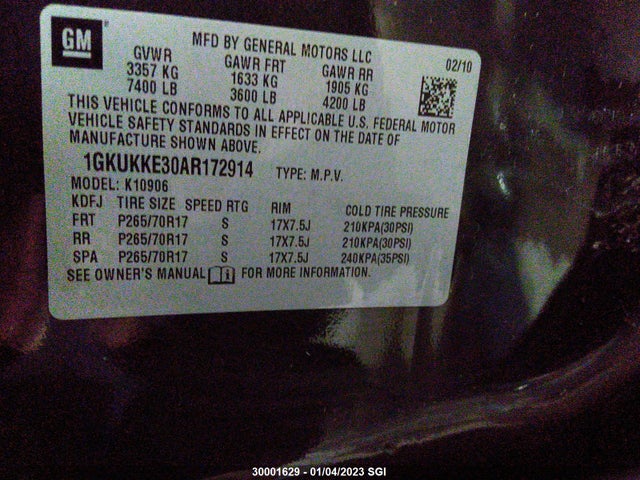 GM
MFD BY GENERAL MOTORS LLC
02/10
GVWR GAWR FRT GAWR RR
3357 KG 1633 KG 1905 KG
7400 LB 3600 LB 4200 LB
THIS VEHICLE CONFORMS TO ALL APPLICABLE U.S. FEDERAL MOTOR
VEHICLE SAFETY STANDARDS IN EFFECT ON THE DATE OF
MANUFACTURE SHOWN ABOVE.
1GKUKKE30AR172914 TYPE: M.P.V.
MODEL: K10906
KDFJ TIRE SIZE SPEED RTG RIM COLD TIRE PRESSURE
FRT P265/70R17 S 17X7.5J 210KPA(30PSI)
RR P265/70R17 S 17X7.5J 210KPA(30PSI)
SPA P265/70R17 S 17X7.5J 240KPA(35PSI)
SEE OWNER'S MANUAL FOR MORE INFORMATION.
30001629 - 01/04/2023 SGI